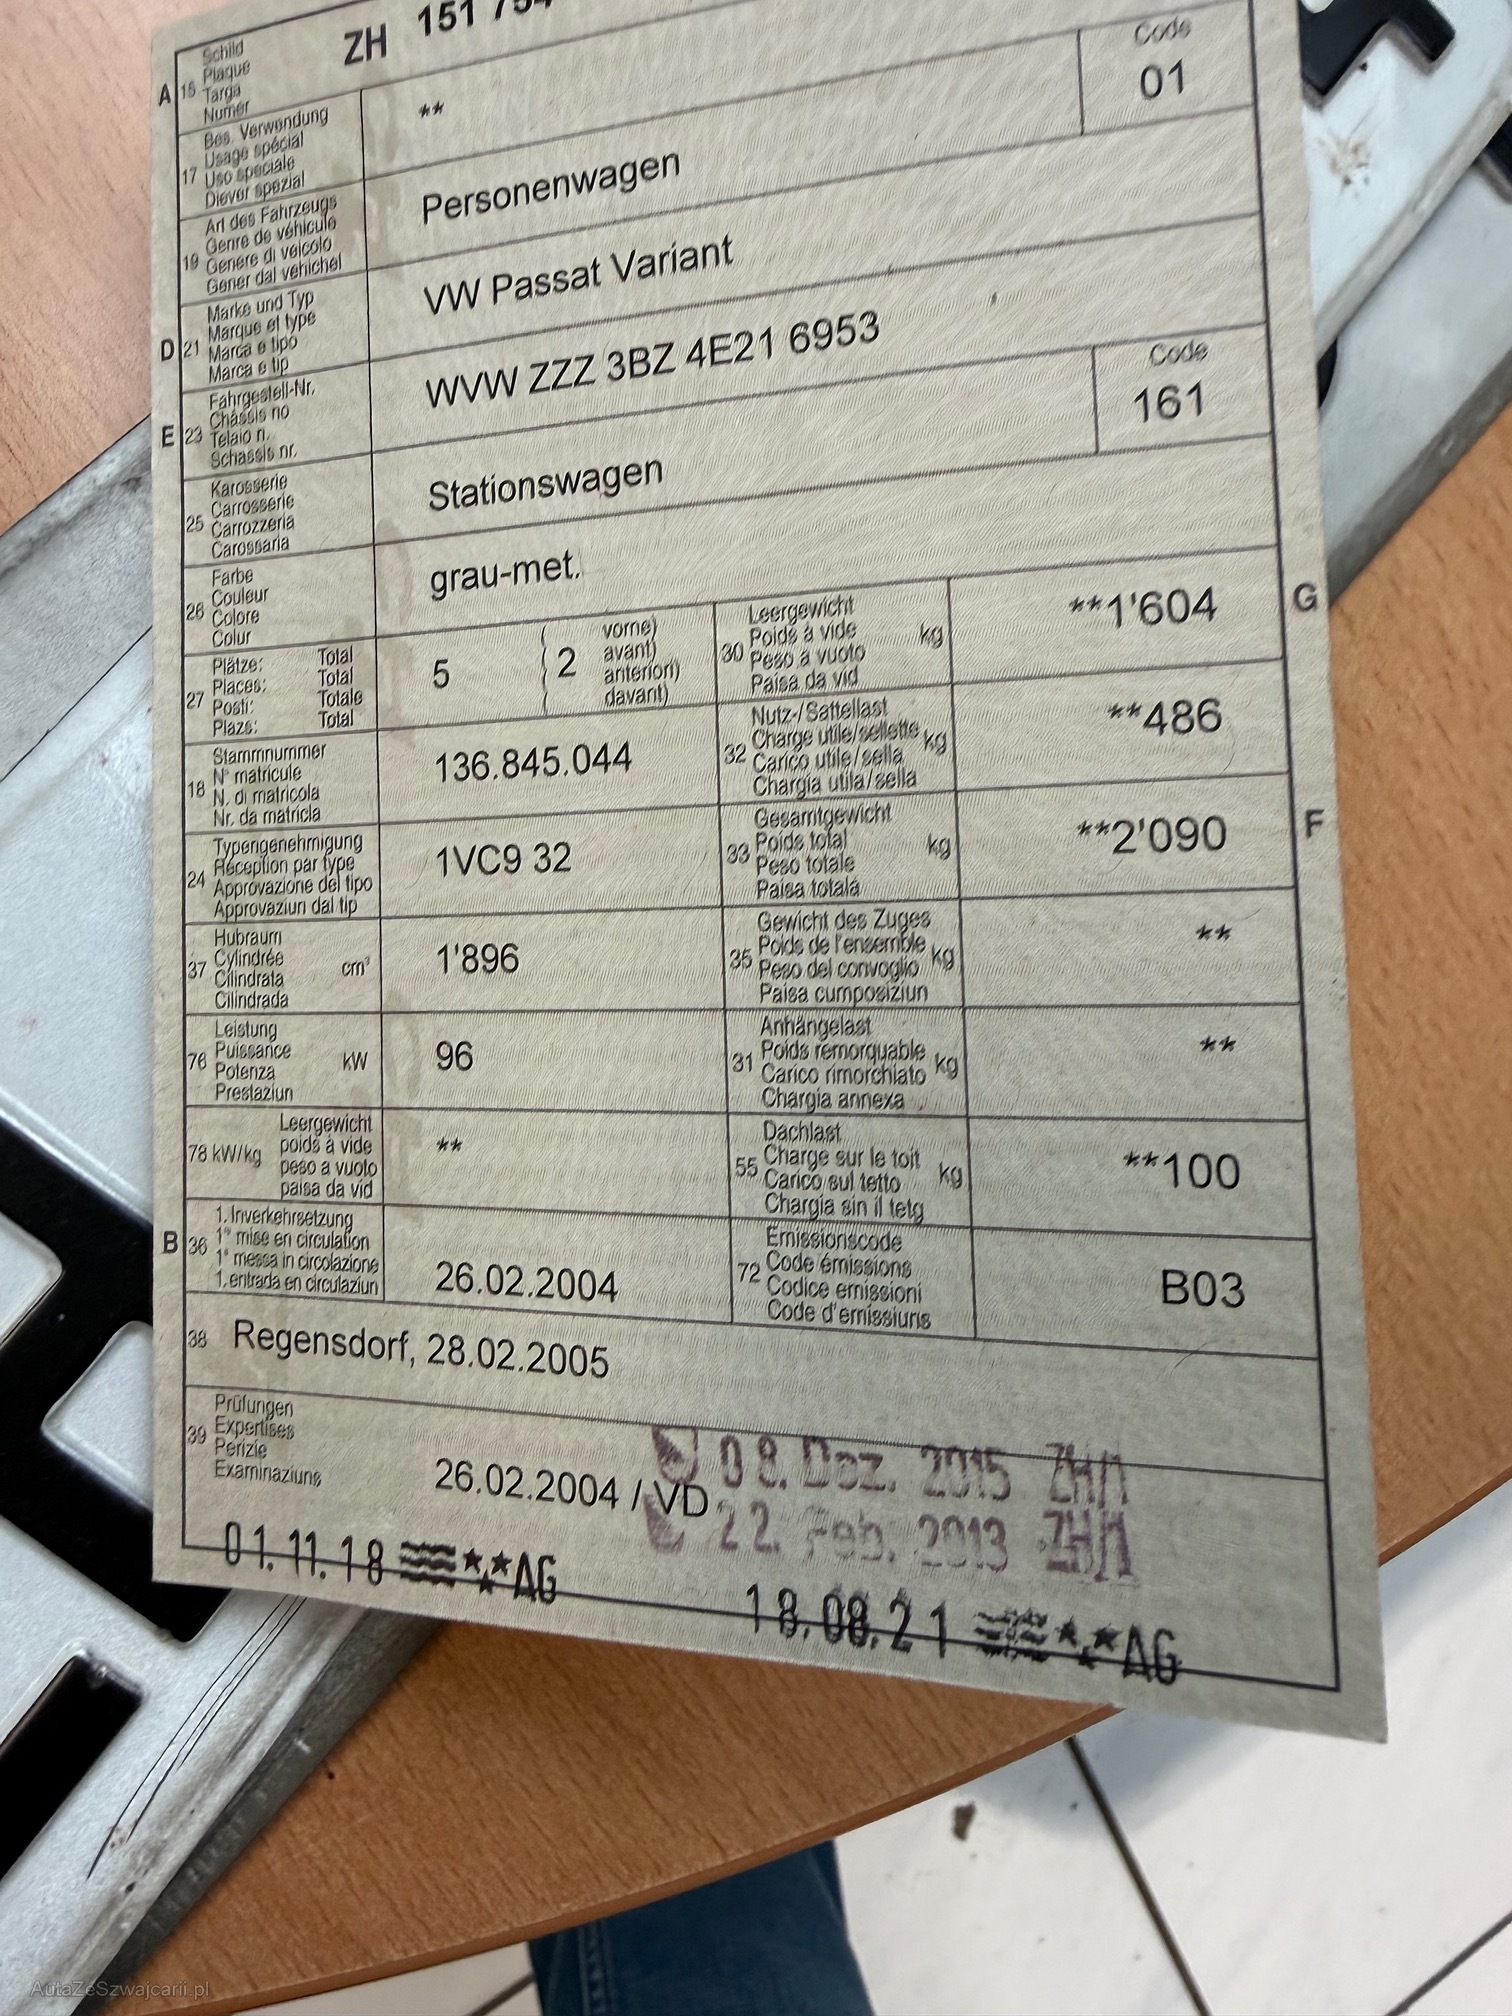 A 15 Schild
Plaque
Targa
Numer
ZH 151
17 Bes. Verwendung
Usage spécial
Uso speciale
Diever spezial
**
Code
01
19 Art des Fahrzeugs
Genre de véhicule
Genere di veicolo
Gener dal vehichel
Personenwagen
D 21 Marke und Typ
Marque et type
Marca e tipo
Marca e tip
VW Passat Variant
E 23 Fahrgestell-Nr.
Châssis no
Telaio n.
Schassis nr.
WVW ZZZ 3BZ 4E21 6953
25 Karosserie
Carrosserie
Carrozzeria
Carossaria
Stationswagen
Code
161
26 Farbe
Couleur
Colore
Colur
grau-met.
27 Plätze: Total
Places: Total
Posti: Totale
Plazs: Total
5 ( 2 vorne)
avant)
anteriori)
davant)
30 Leergewicht
Poids à vide
Peso a vuoto
Paisa da vid
kg
**1'604
G
18 Stammnummer
N° matricule
N. di matricola
Nr. da matricla
136.845.044
32 Nutz-/Sattellast
Charge utile/sellette
Carico utile/sella
Chargia utila/sella
kg
**486
24 Typengenehmigung
Réception par type
Approvazione del tipo
Approvaziun dal tip
1VC9 32
33 Gesamtgewicht
Poids total
Peso totale
Paisa totala
kg
**2'090
F
37 Hubraum
Cylindrée
Cilindrata
Cilindrada
cm³
1'896
35 Gewicht des Zuges
Poids de l'ensemble
Peso del convoglio
Paisa cumposiziun
kg
**
76 Leistung
Puissance
Potenza
Prestaziun
kW
96
31 Anhängelast
Poids remorquable
Carico rimorchiato
Chargia annexa
kg
**
78 kW/kg Leergewicht
poids à vide
peso a vuoto
paisa da vid
**
55 Dachlast
Charge sur le toit
Carico sul tetto
Chargia sin il tetg
kg
**100
B 36 1. Inverkehrsetzung
1re mise en circulation
1a messa in circolazione
1. entrada en circulaziun
26.02.2004
72 Emissionscode
Code émissions
Codice emissioni
Code d'emissiuns
B03
38 Regensdorf, 28.02.2005
39 Prüfungen
Expertises
Perizie
Examinaziuns
26.02.2004 / VD
08. Dez. 2015
22. Feb. 2013
01.11.18 AG
18.08.21 AG
AutaZeSzwajcarii.pl